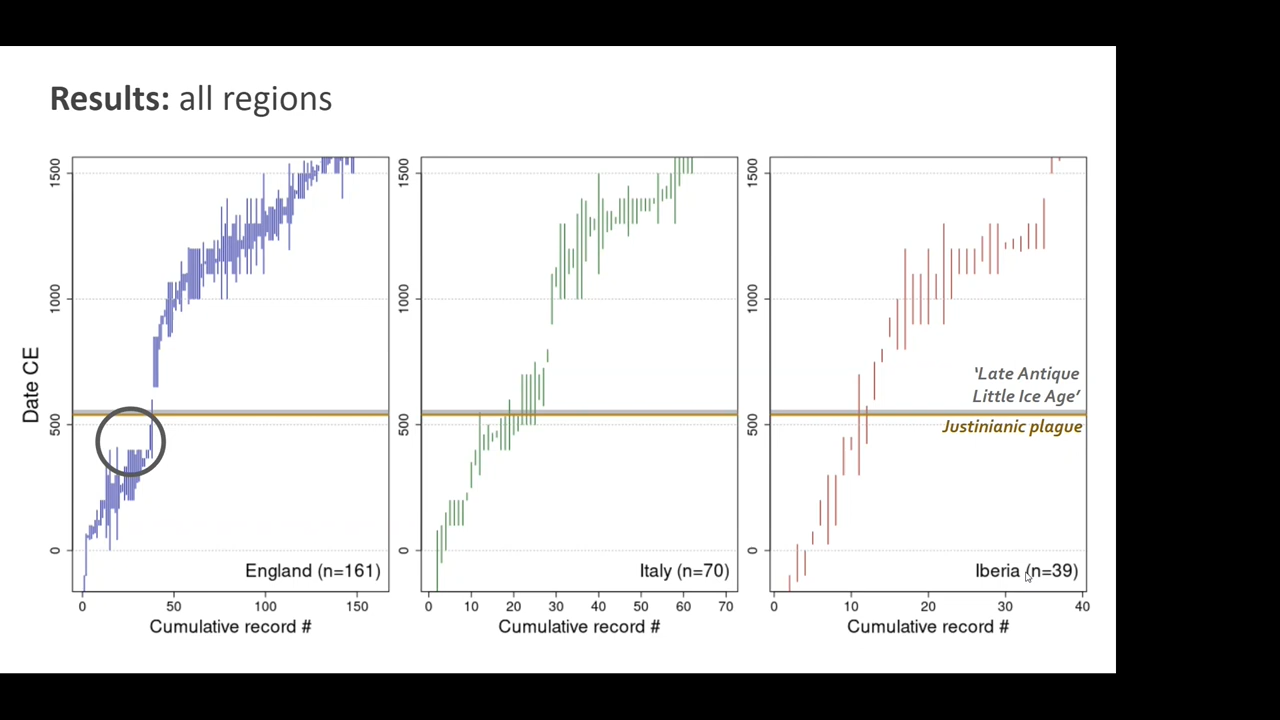 Results: all regions
Date CE
1500
1000
500
0
England (n=161)
0 50 100 150
Cumulative record #
1500
1000
500
0
Italy (n=70)
0 10 20 30 40 50 60 70
Cumulative record #
1500
1000
500
0
‘Late Antique
Little Ice Age’
Justinianic plague
Iberia (n=39)
0 10 20 30 40
Cumulative record #